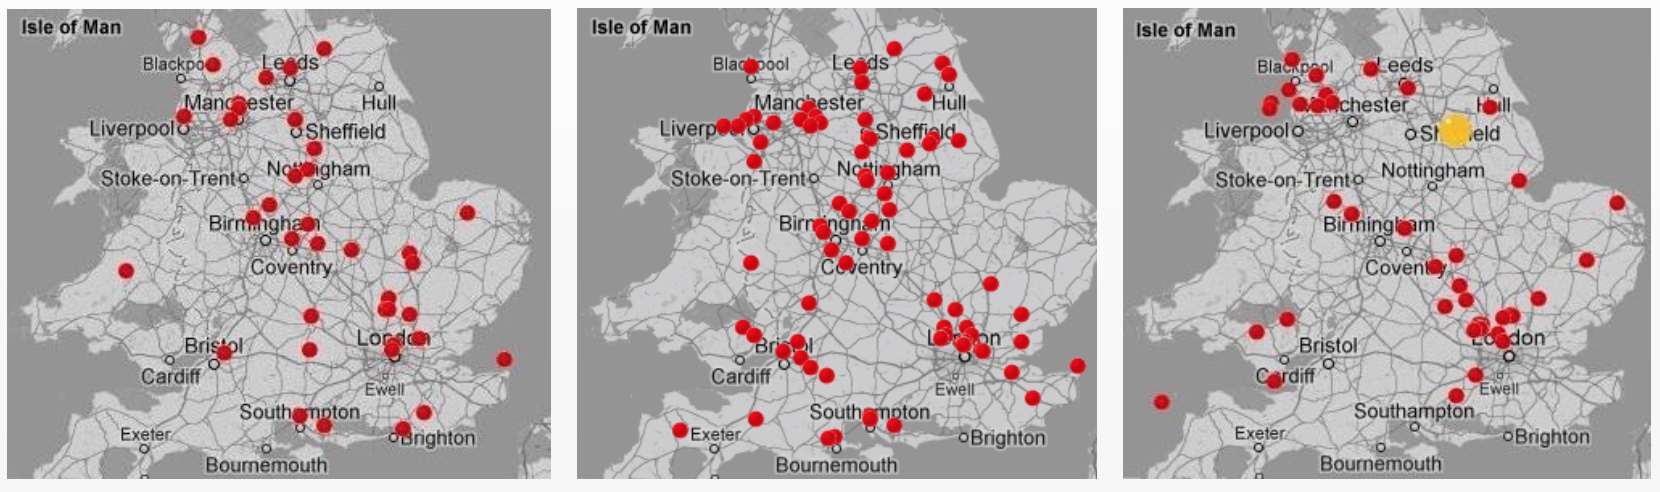 Isle of Man
Blackpool
Leeds
Manchester
Hull
Liverpool
Sheffield
Nottingham
Stoke-on-Trent
Birmingham
Coventry
London
Bristol
Cardiff
Ewell
Southampton
Exeter
Brighton
Bournemouth
Isle of Man
Blackpool
Leeds
Manchester
Hull
Liverpool
Sheffield
Nottingham
Stoke-on-Trent
Birmingham
Coventry
London
Bristol
Cardiff
Ewell
Southampton
Exeter
Brighton
Bournemouth
Isle of Man
Blackpool
Leeds
Manchester
Hull
Liverpool
Sheffield
Nottingham
Stoke-on-Trent
Birmingham
Coventry
London
Bristol
Cardiff
Ewell
Southampton
Exeter
Brighton
Bournemouth